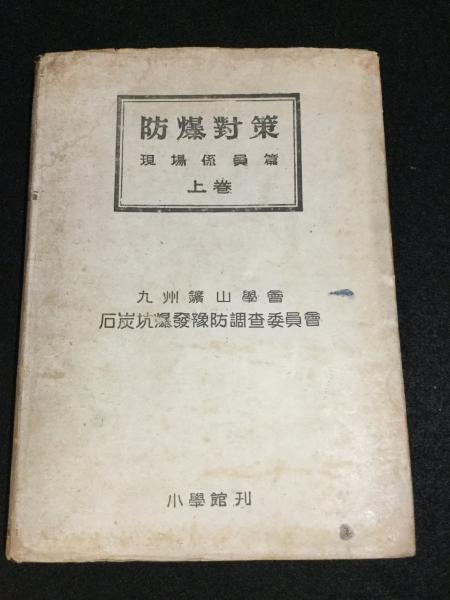 防爆對策
現場係員篇
上卷
九州鑛山學會
石炭坑爆發豫防調査委員會
小學館刊